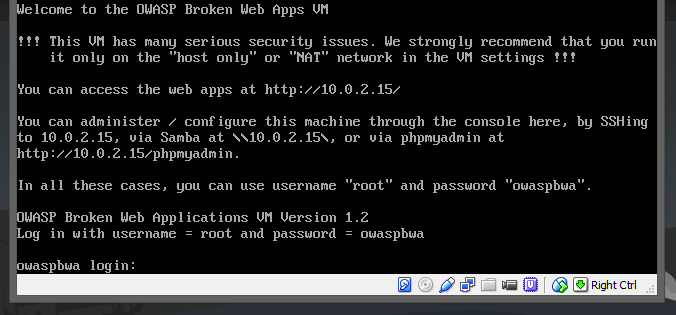 Welcome to the OWASP Broken Web Apps VM
!!! This VM has many serious security issues. We strongly recommend that you run
it only on the "host only" or "NAT" network in the VM settings !!!
You can access the web apps at http://10.0.2.15/
You can administer / configure this machine through the console here, by SSHing
to 10.0.2.15, via Samba at \\10.0.2.15\, or via phpmyadmin at
http://10.0.2.15/phpmyadmin.
In all these cases, you can use username "root" and password "owaspbwa".
OWASP Broken Web Applications VM Version 1.2
Log in with username = root and password = owaspbwa
owaspbwa login:
Right Ctrl